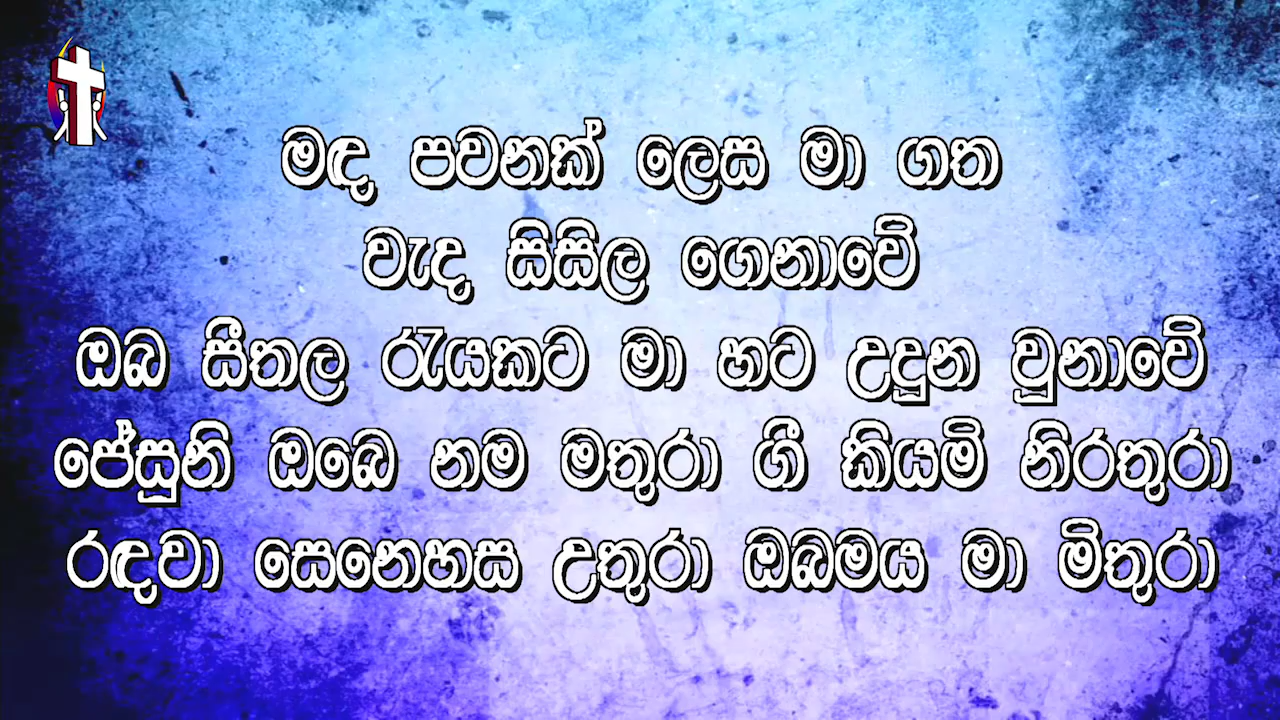 මඳ පවනක් ලෙස මා ගත
වැද සිසිල ගෙනාවේ
ඔබ සීතල රැයකට මා හට උදුන වූනාවේ
ජේසුනි ඔබෙ නම මතුරා ගී කියමි නිරතුරා
රඳවා සෙනෙහස උතුරා ඔබමය මා මිතුරා